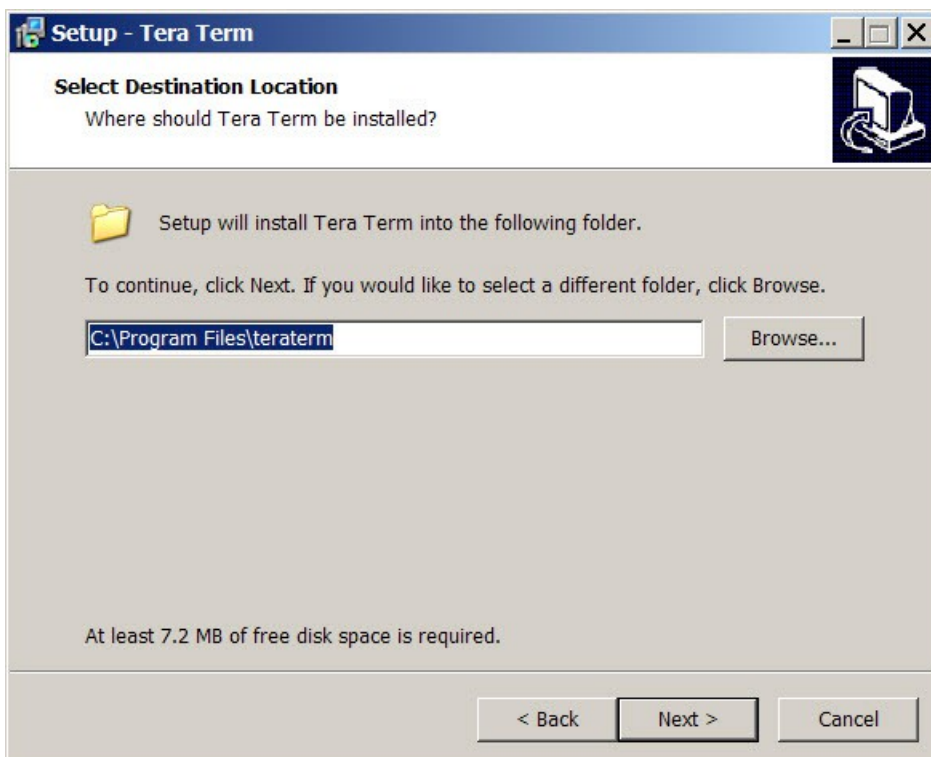 Setup - Tera Term
Select Destination Location
Where should Tera Term be installed?
Setup will install Tera Term into the following folder.
To continue, click Next. If you would like to select a different folder, click Browse.
C:\Program Files\teraterm
Browse...
At least 7.2 MB of free disk space is required.
< Back
Next >
Cancel